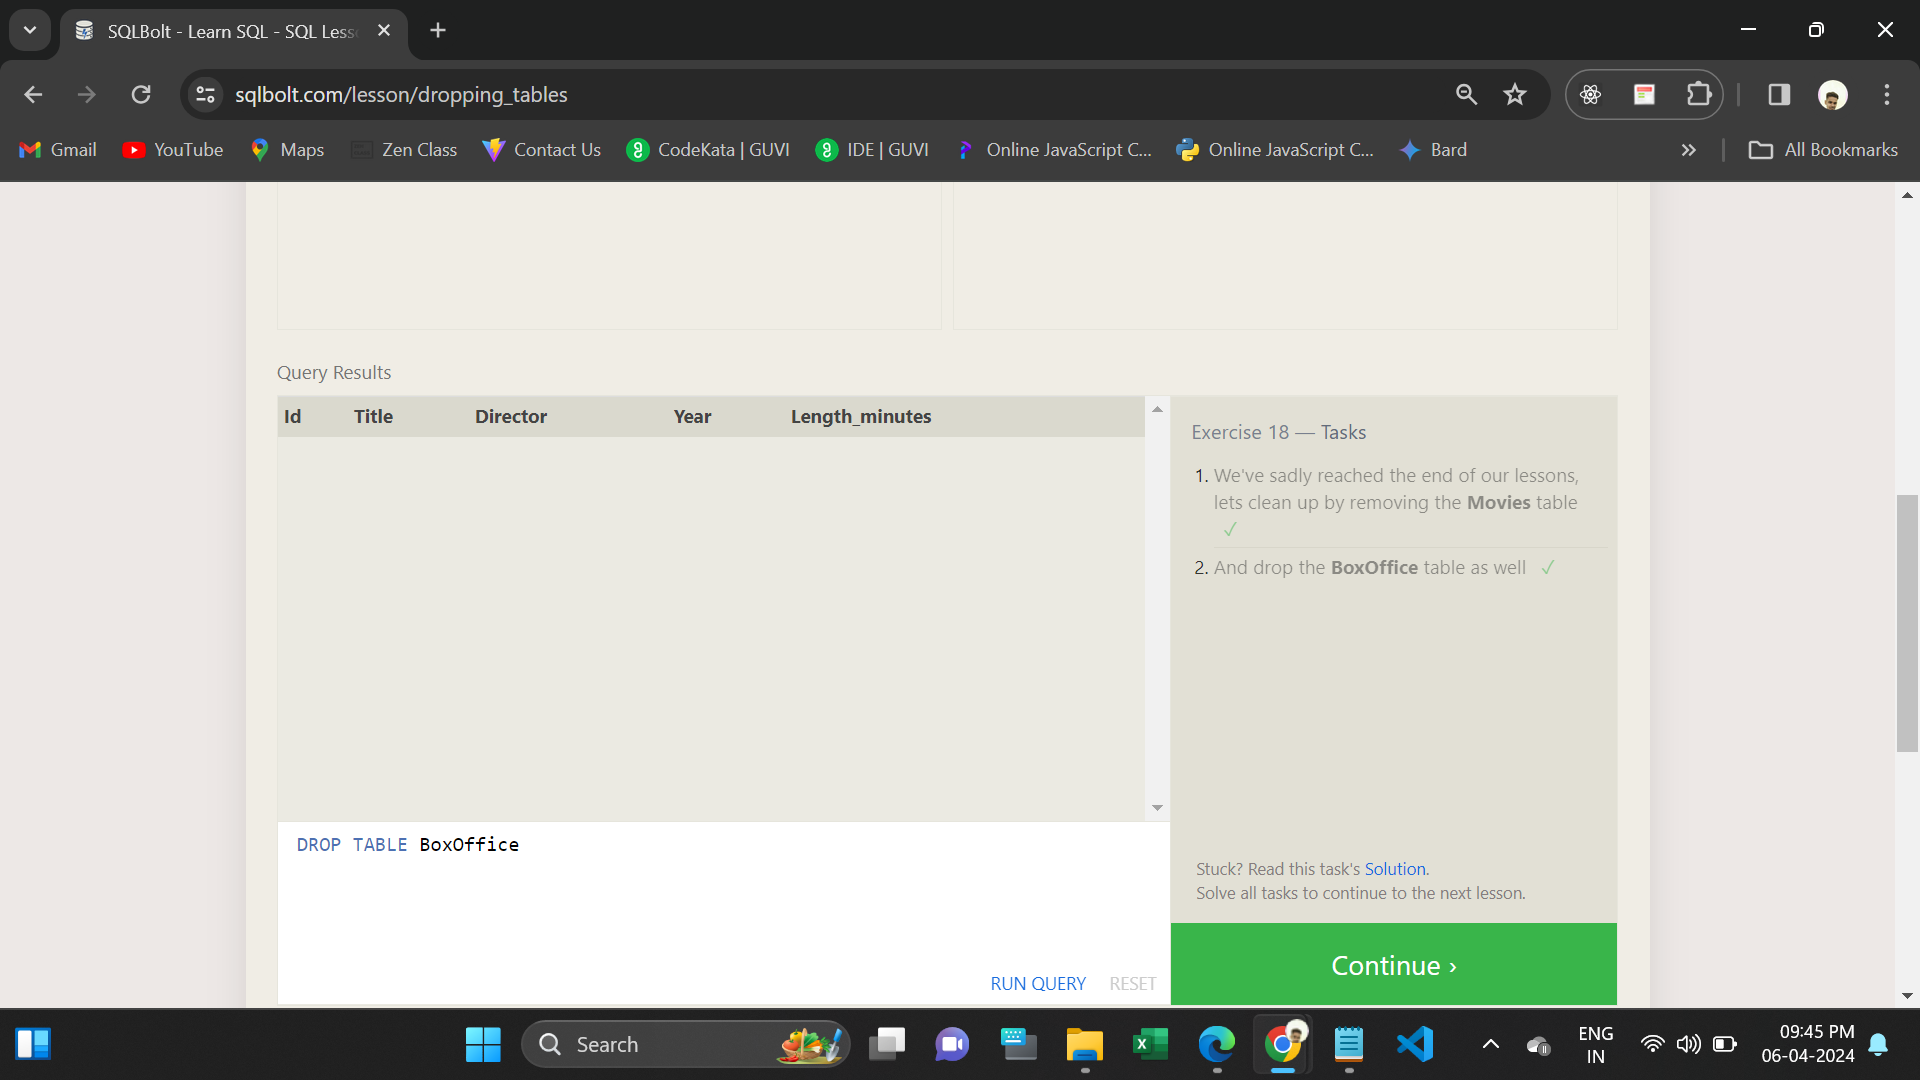 SQLBolt - Learn SQL - SQL Less
sqlbolt.com/lesson/dropping_tables
Gmail
YouTube
Maps
Zen Class
Contact Us
CodeKata | GUVI
IDE | GUVI
Online JavaScript C...
Online JavaScript C...
Bard
All Bookmarks
Query Results
Id Title Director Year Length_minutes
Exercise 18 — Tasks
1. We've sadly reached the end of our lessons,
lets clean up by removing the Movies table
✓
2. And drop the BoxOffice table as well ✓
DROP TABLE BoxOffice
Stuck? Read this task's Solution.
Solve all tasks to continue to the next lesson.
RUN QUERY RESET
Continue ›
Search
ENG
IN
09:45 PM
06-04-2024